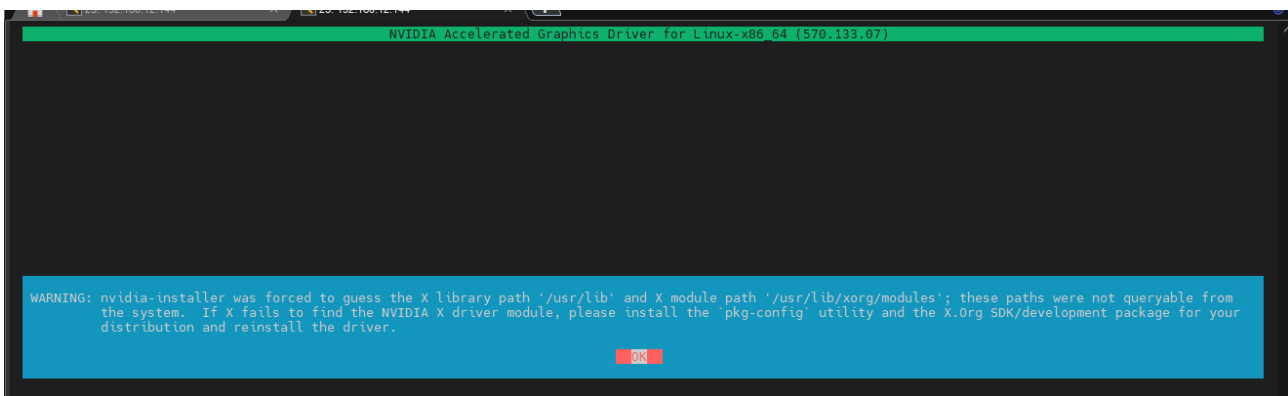 NVIDIA Accelerated Graphics Driver for Linux-x86_64 (570.133.07)
WARNING: nvidia-installer was forced to guess the X library path '/usr/lib' and X module path '/usr/lib/xorg/modules'; these paths were not queryable from
the system.  If X fails to find the NVIDIA X driver module, please install the `pkg-config` utility and the X.Org SDK/development package for your
distribution and reinstall the driver.
OK